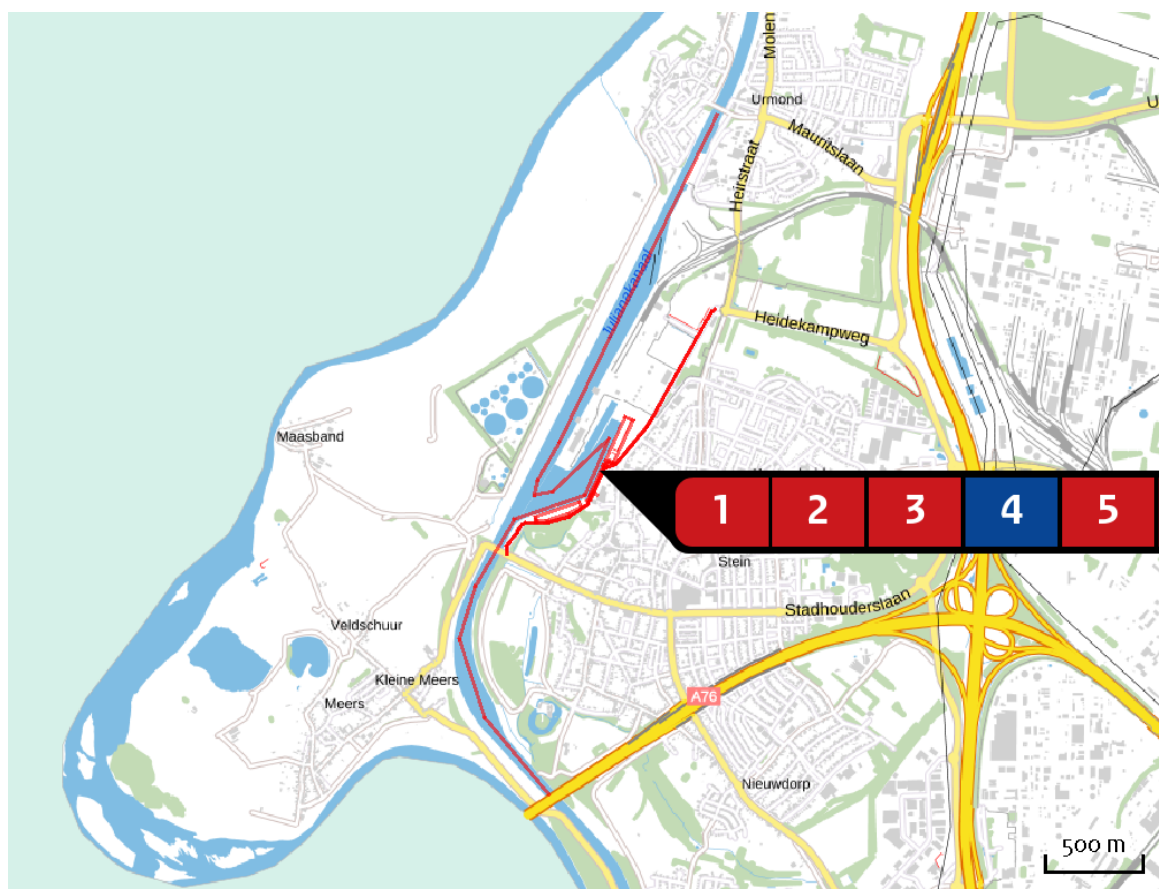 Molen
Urmond
U
Mauritslaan
Heirstraat
Julianakanaal
Heidekampweg
Maasband
1 2 3 4 5
Stein
Stadhouderslaan
Veldschuur
Kleine Meers
A76
Meers
Nieuwdorp
500 m